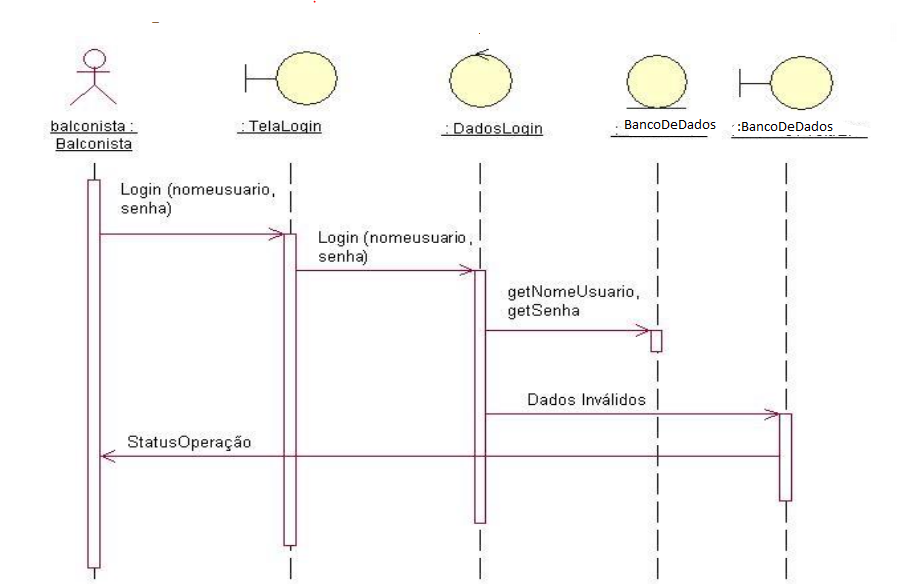 balconista :
Balconista
: TelaLogin
: DadosLogin
: BancoDeDados
:BancoDeDados
Login (nomeusuario,
senha)
Login (nomeusuario,
senha)
getNomeUsuario,
getSenha
Dados Inválidos
StatusOperação